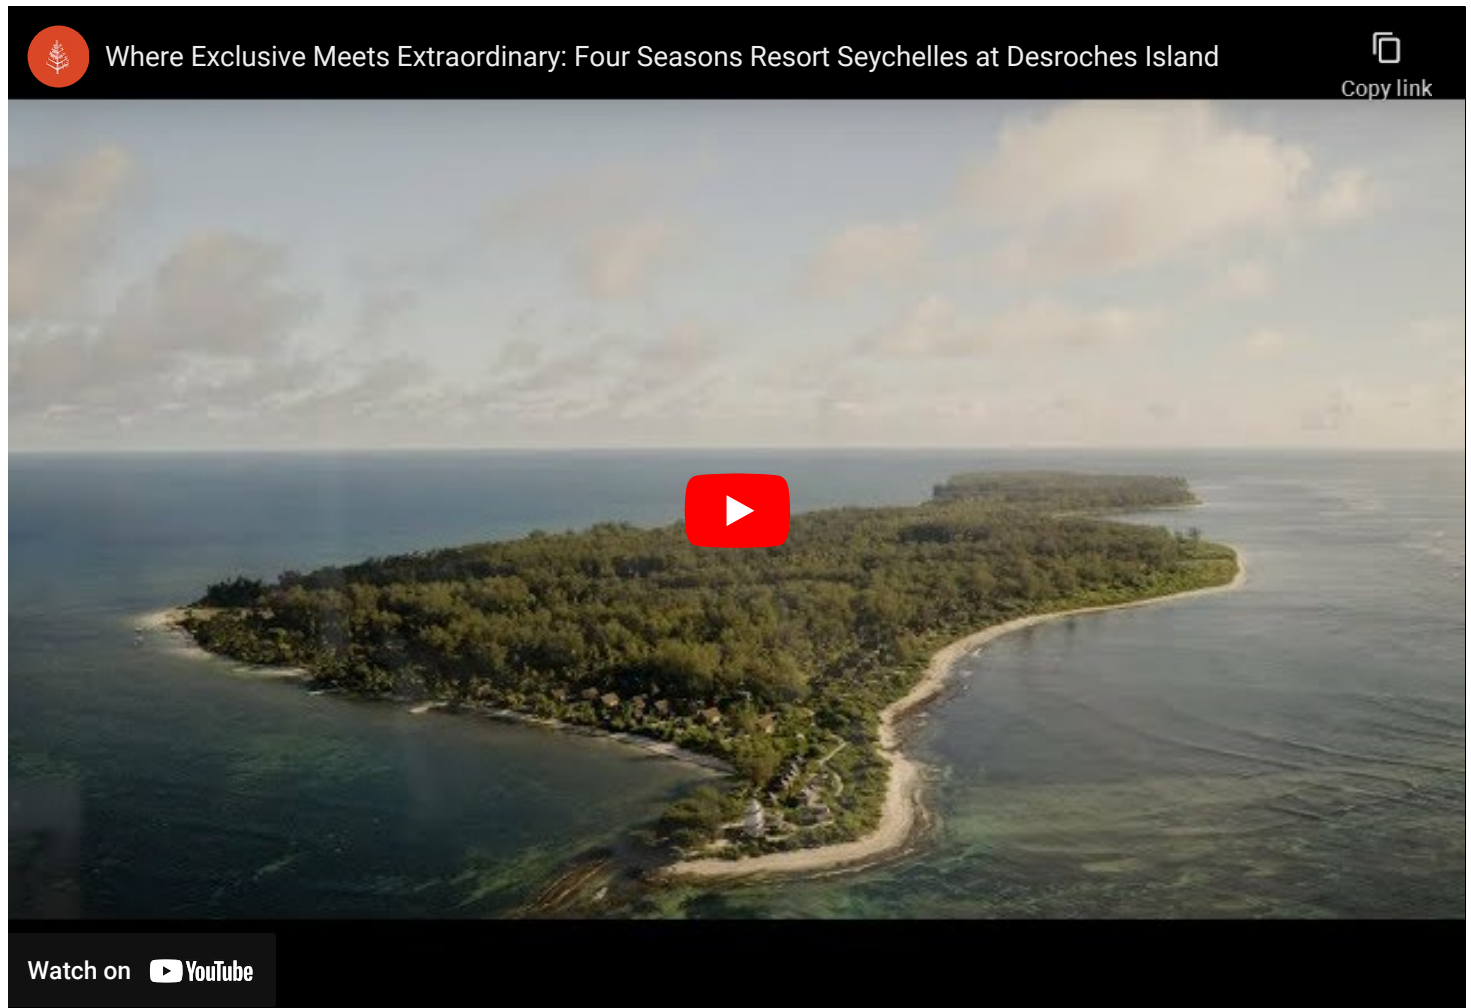 Where Exclusive Meets Extraordinary: Four Seasons Resort Seychelles at Desroches Island
Copy link
Watch on YouTube